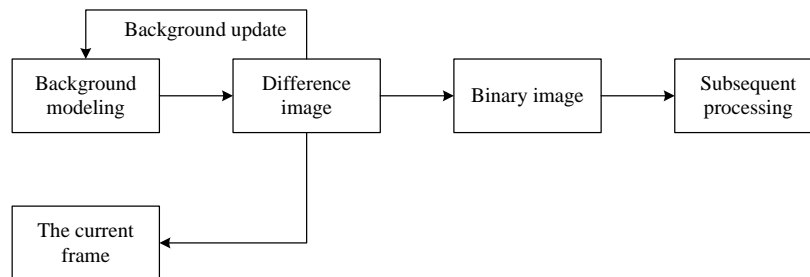 Background update
Background
modeling
Difference
image
Binary image
Subsequent
processing
The current
frame